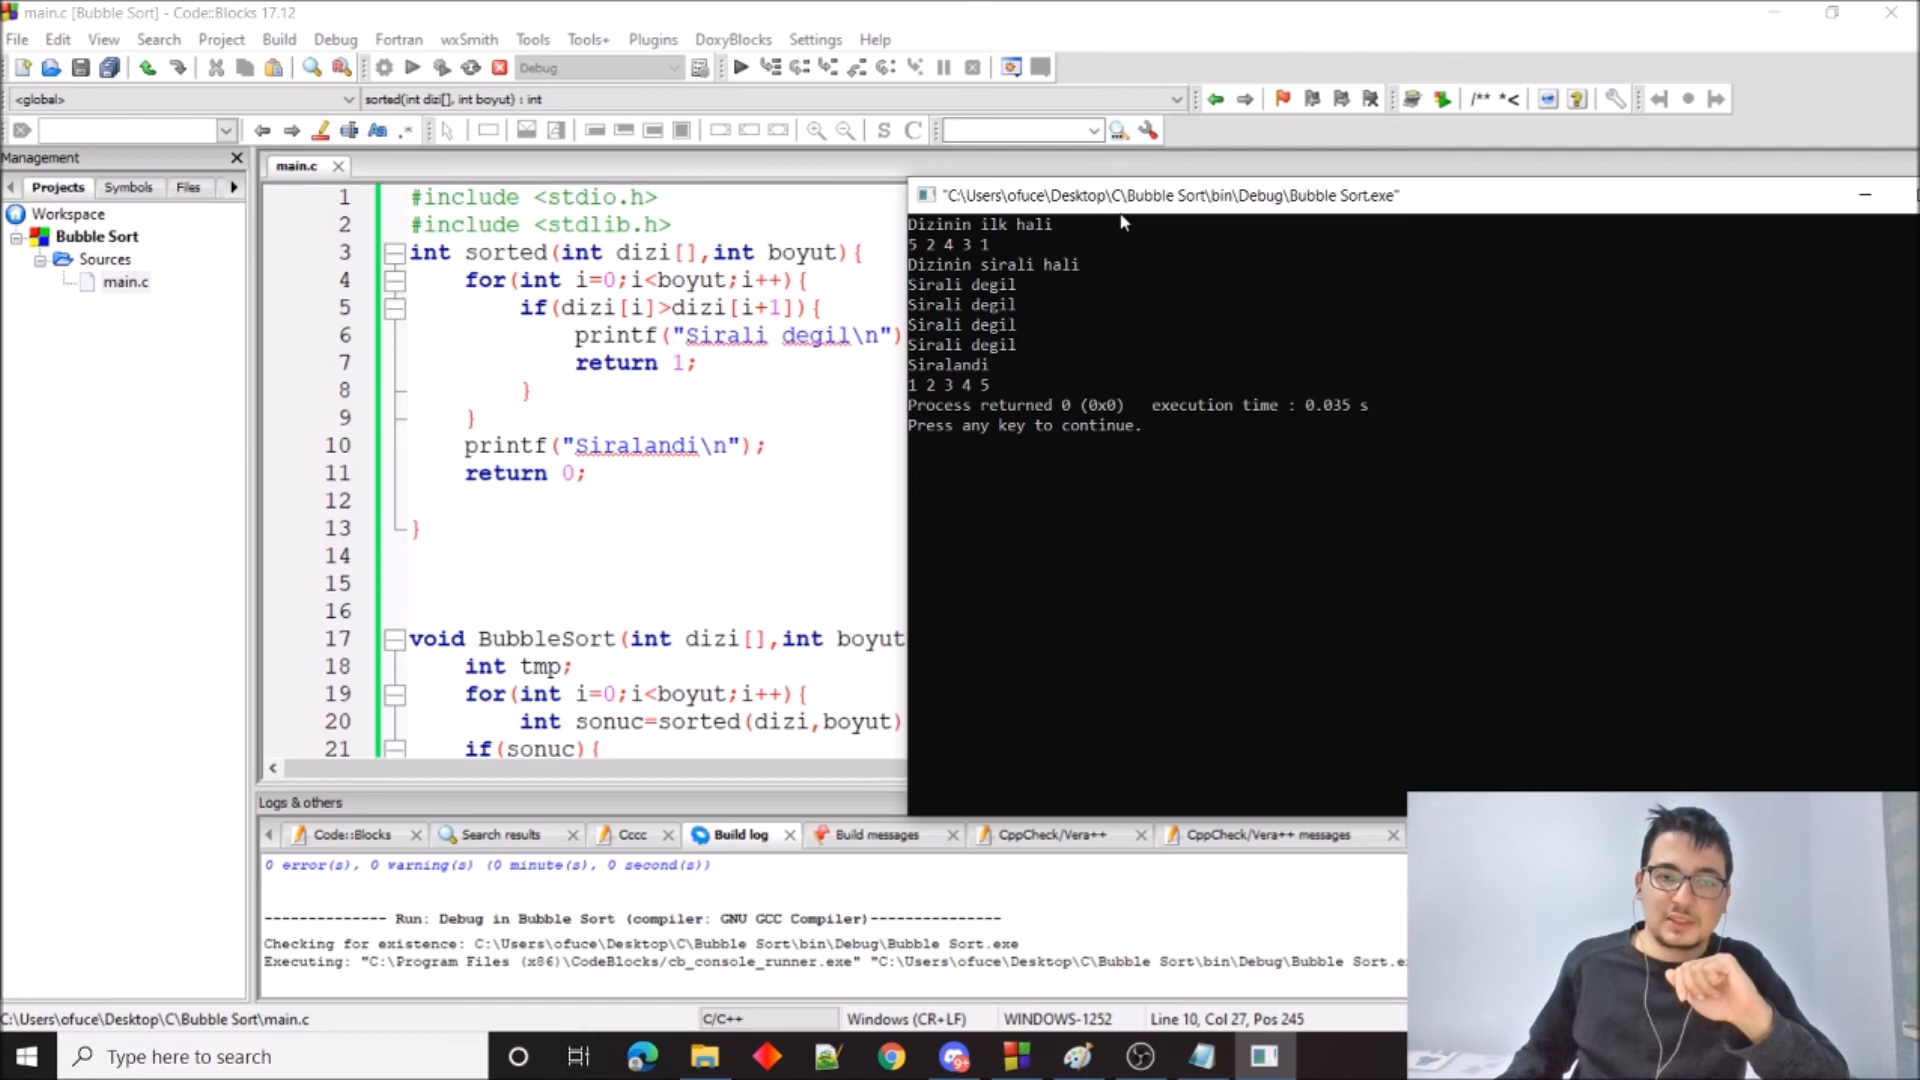 main.c [Bubble Sort] - Code::Blocks 17.12
File Edit View Search Project Build Debug Fortran wxSmith Tools Tools+ Plugins DoxyBlocks Settings Help
Debug
<global>
sorted(int dizi[], int boyut) : int
/** *<
S C
Management
Projects Symbols Files
Workspace
Bubble Sort
Sources
main.c
main.c
1 #include <stdio.h>
2 #include <stdlib.h>
3 int sorted(int dizi[],int boyut){
4 for(int i=0;i<boyut;i++){
5 if(dizi[i]>dizi[i+1]){
6 printf("Sirali degil\n")
7 return 1;
8 }
9 }
10 printf("Siralandi\n");
11 return 0;
12
13 }
14
15
16
17 void BubbleSort(int dizi[],int boyut
18 int tmp;
19 for(int i=0;i<boyut;i++){
20 int sonuc=sorted(dizi,boyut)
21 if(sonuc){
"C:\Users\ofuce\Desktop\C\Bubble Sort\bin\Debug\Bubble Sort.exe"
Dizinin ilk hali
5 2 4 3 1
Dizinin sirali hali
Sirali degil
Sirali degil
Sirali degil
Sirali degil
Siralandi
1 2 3 4 5
Process returned 0 (0x0) execution time : 0.035 s
Press any key to continue.
Logs & others
Code::Blocks Search results Cccc Build log Build messages CppCheck/Vera++ CppCheck/Vera++ messages
0 error(s), 0 warning(s) (0 minute(s), 0 second(s))
-------------- Run: Debug in Bubble Sort (compiler: GNU GCC Compiler)---------------
Checking for existence: C:\Users\ofuce\Desktop\C\Bubble Sort\bin\Debug\Bubble Sort.exe
Executing: "C:\Program Files (x86)\CodeBlocks/cb_console_runner.exe" "C:\Users\ofuce\Desktop\C\Bubble Sort\bin\Debug\Bubble Sort.e
C:\Users\ofuce\Desktop\C\Bubble Sort\main.c C/C++ Windows (CR+LF) WINDOWS-1252 Line 10, Col 27, Pos 245
Type here to search